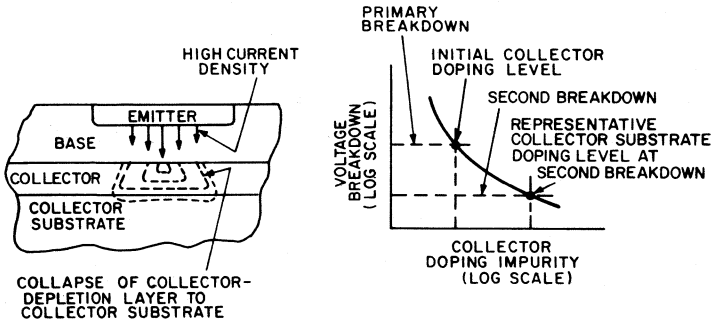 HIGH CURRENT
DENSITY
EMITTER
BASE
COLLECTOR
COLLECTOR
SUBSTRATE
COLLAPSE OF COLLECTOR-
DEPLETION LAYER TO
COLLECTOR SUBSTRATE
PRIMARY
BREAKDOWN
INITIAL COLLECTOR
DOPING LEVEL
SECOND BREAKDOWN
REPRESENTATIVE
COLLECTOR SUBSTRATE
DOPING LEVEL AT
SECOND BREAKDOWN
VOLTAGE
BREAKDOWN
(LOG SCALE)
COLLECTOR
DOPING IMPURITY
(LOG SCALE)